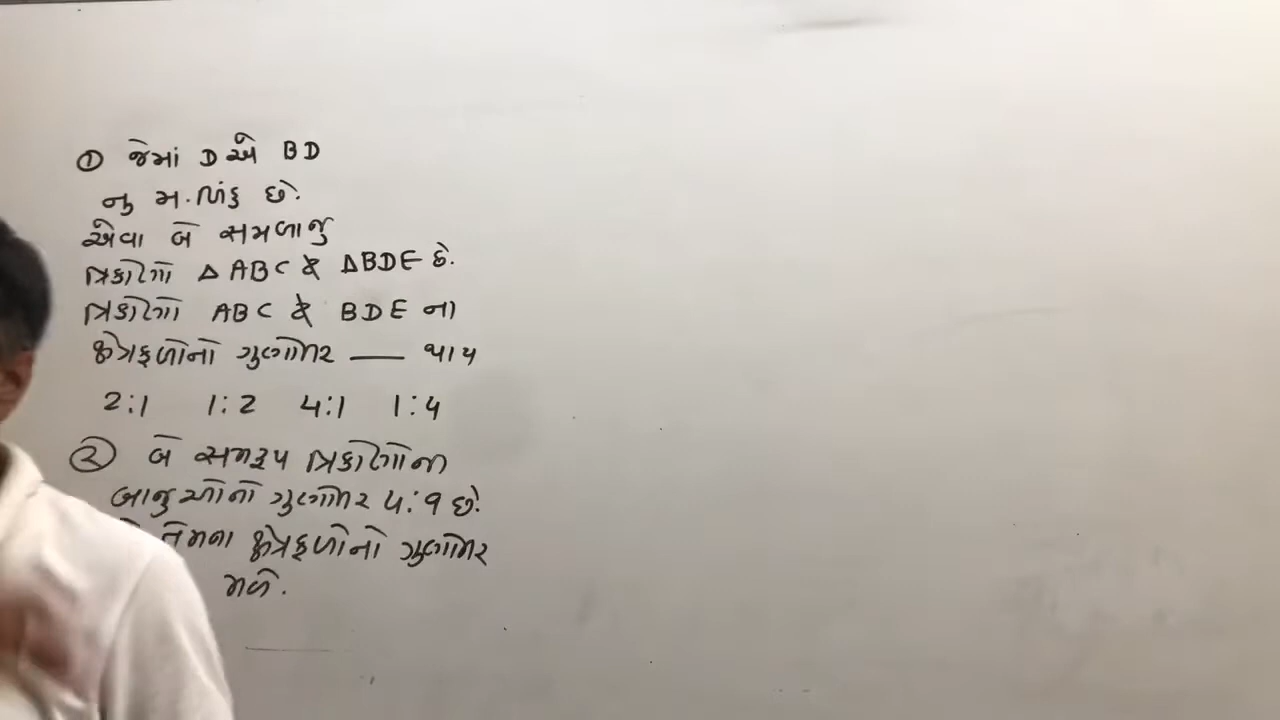 ① જેમાં D એ BD
નુ મ.બિંદુ છે.
એવા બે સમબાજુ
ત્રિકોણો △ ABC & △BDE છે.
ત્રિકોણો ABC & BDE ના
ક્ષેત્રફળોનો ગુણોત્તર —— થાય
2:1 1:2 4:1 1:4
② બે સમરૂપ ત્રિકોણોના
બાજુઓનો ગુણોત્તર 4:9 છે.
તેમના ક્ષેત્રફળોનો ગુણોત્તર
મળે.